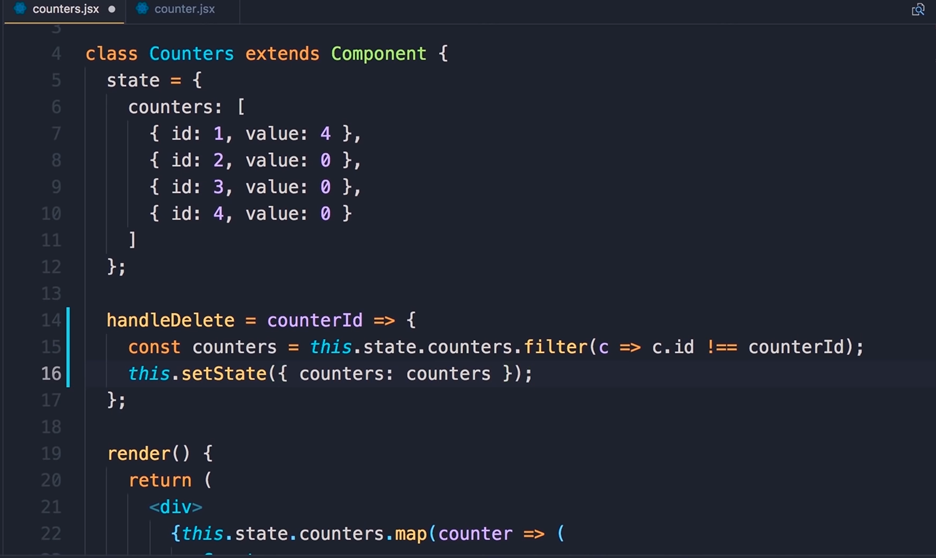 counters.jsx counter.jsx
3
4 class Counters extends Component {
5 state = {
6 counters: [
7 { id: 1, value: 4 },
8 { id: 2, value: 0 },
9 { id: 3, value: 0 },
10 { id: 4, value: 0 }
11 ]
12 };
13
14 handleDelete = counterId => {
15 const counters = this.state.counters.filter(c => c.id !== counterId);
16 this.setState({ counters: counters });
17 };
18
19 render() {
20 return (
21 <div>
22 {this.state.counters.map(counter => (